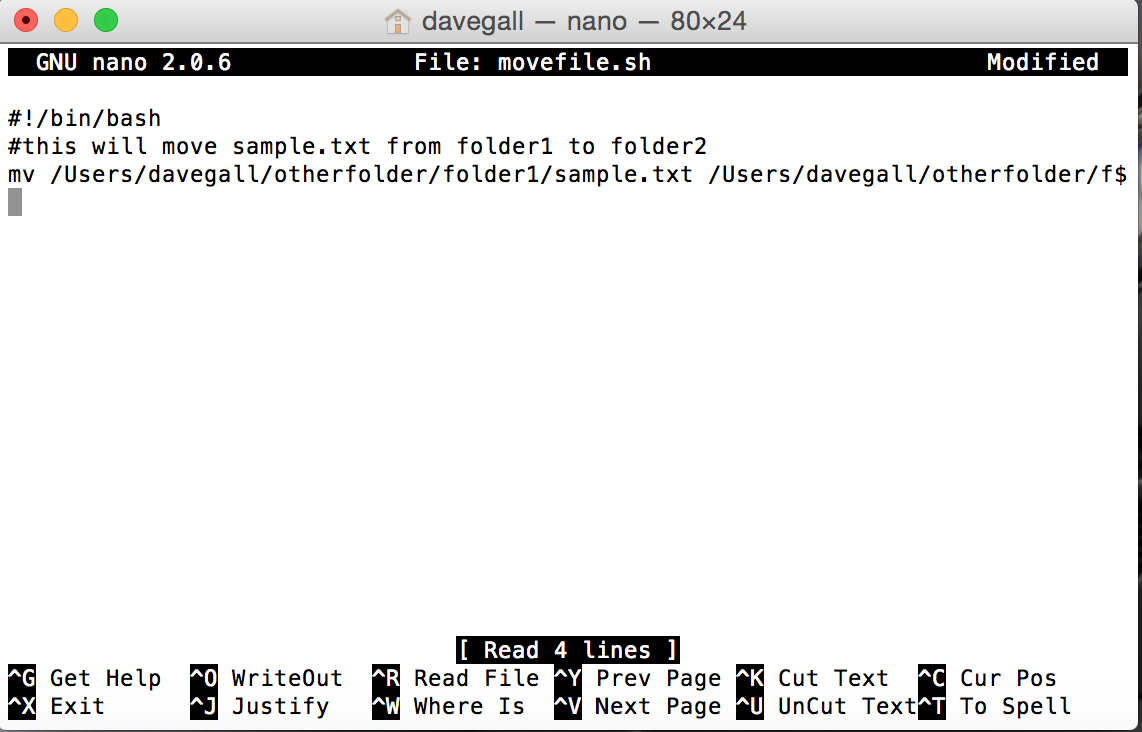 davegall — nano — 80×24
GNU nano 2.0.6 File: movefile.sh Modified
#!/bin/bash
#this will move sample.txt from folder1 to folder2
mv /Users/davegall/otherfolder/folder1/sample.txt /Users/davegall/otherfolder/f$
[ Read 4 lines ]
^G Get Help ^O WriteOut ^R Read File ^Y Prev Page ^K Cut Text ^C Cur Pos
^X Exit ^J Justify ^W Where Is ^V Next Page ^U UnCut Text ^T To Spell